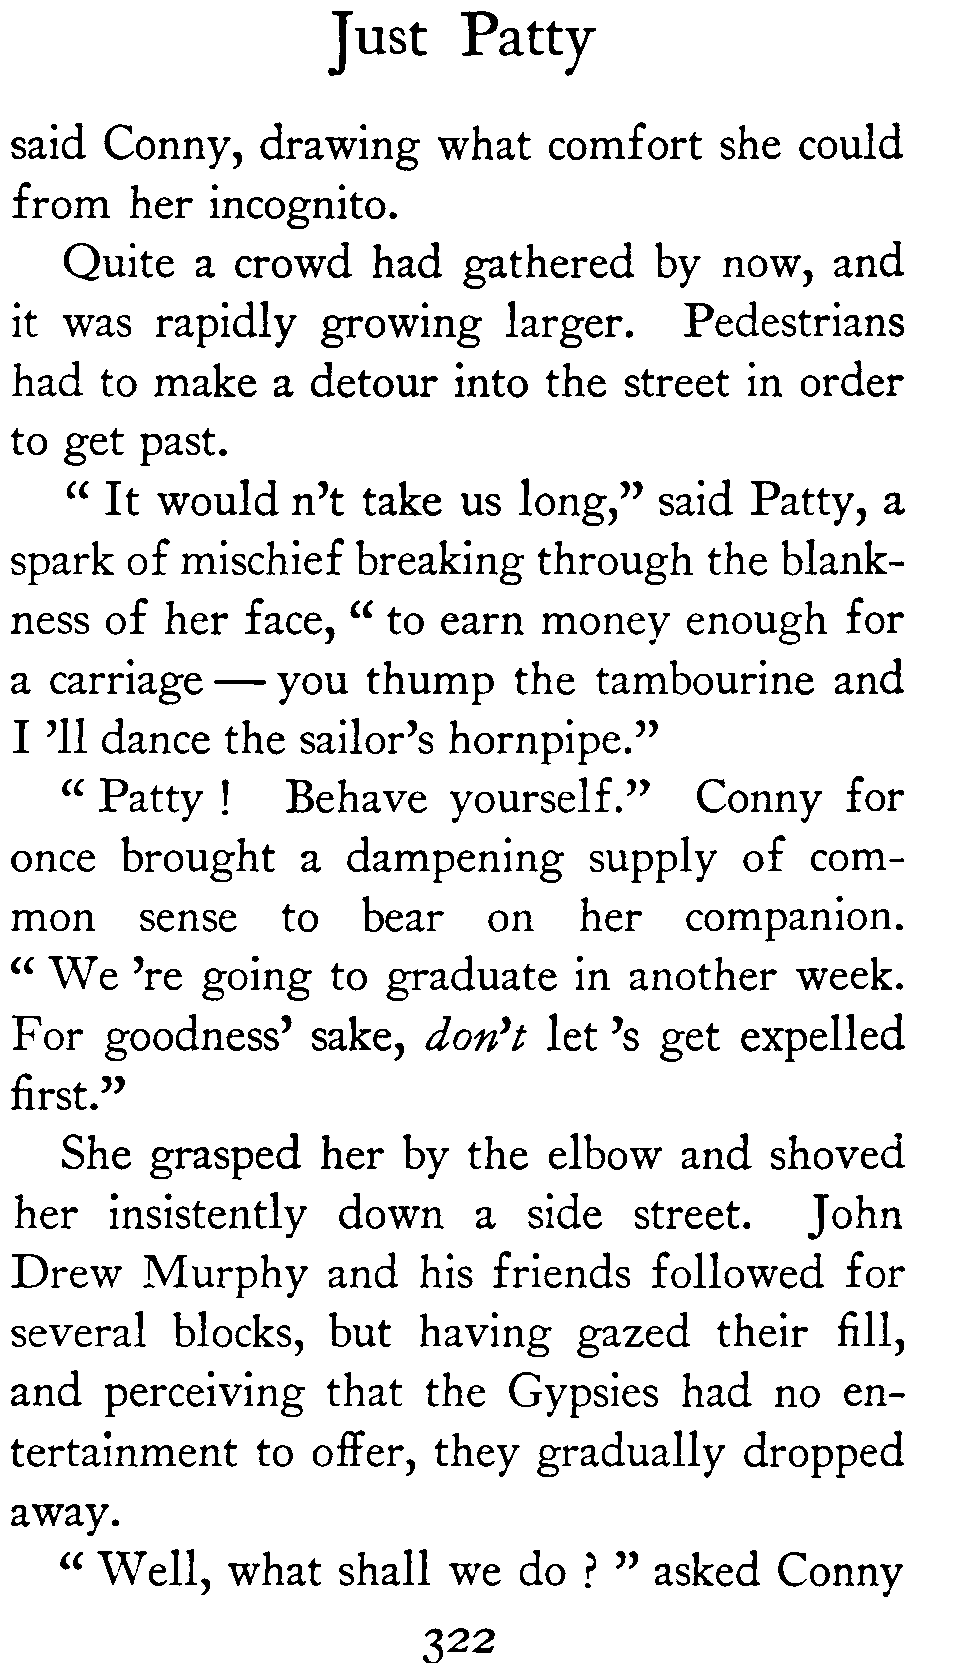 Just Patty
said Conny, drawing what comfort she could
from her incognito.
Quite a crowd had gathered by now, and
it was rapidly growing larger. Pedestrians
had to make a detour into the street in order
to get past.
“ It would n’t take us long,” said Patty, a
spark of mischief breaking through the blank-
ness of her face, “ to earn money enough for
a carriage — you thump the tambourine and
I ’ll dance the sailor’s hornpipe.”
“ Patty ! Behave yourself.” Conny for
once brought a dampening supply of com-
mon sense to bear on her companion.
“ We ’re going to graduate in another week.
For goodness’ sake, don’t let ’s get expelled
first.”
She grasped her by the elbow and shoved
her insistently down a side street. John
Drew Murphy and his friends followed for
several blocks, but having gazed their fill,
and perceiving that the Gypsies had no en-
tertainment to offer, they gradually dropped
away.
“ Well, what shall we do ? ” asked Conny
322